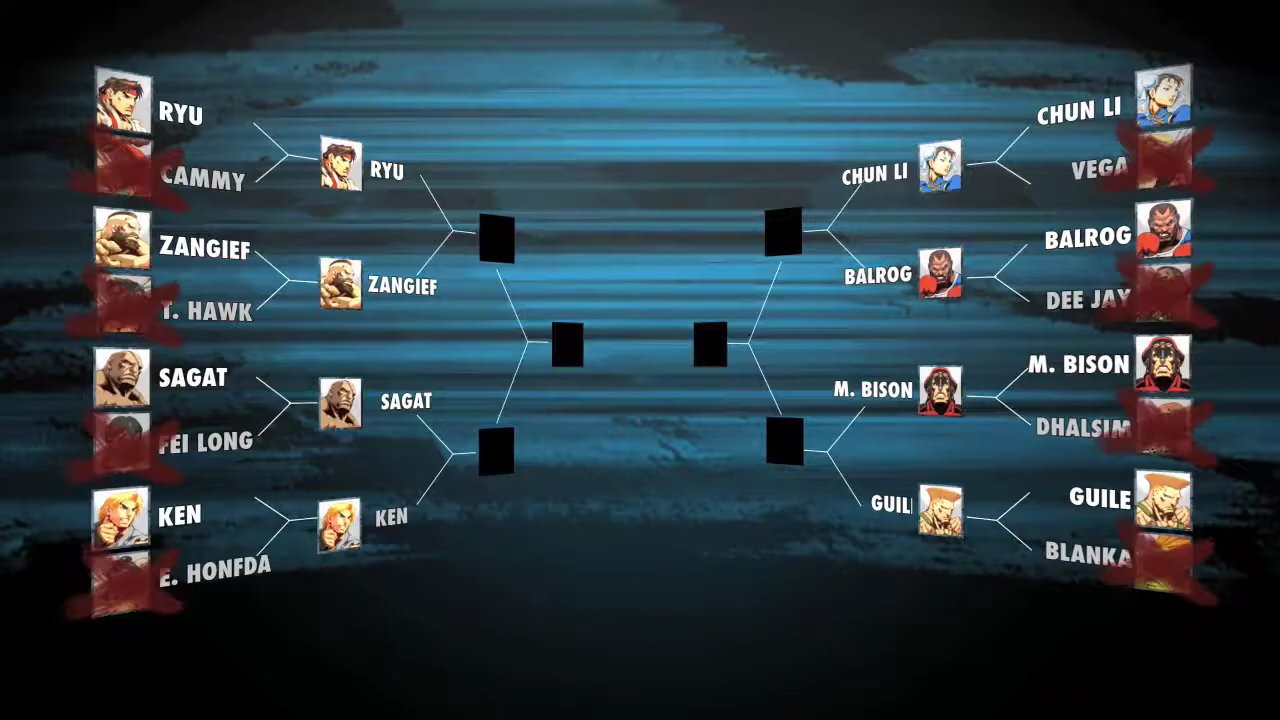 RYU
CAMMY
ZANGIEF
T. HAWK
SAGAT
FEI LONG
KEN
E. HONFDA
RYU
ZANGIEF
SAGAT
KEN
CHUN LI
BALROG
M. BISON
GUIL
CHUN LI
VEGA
BALROG
DEE JAY
M. BISON
DHALSIM
GUILE
BLANKA